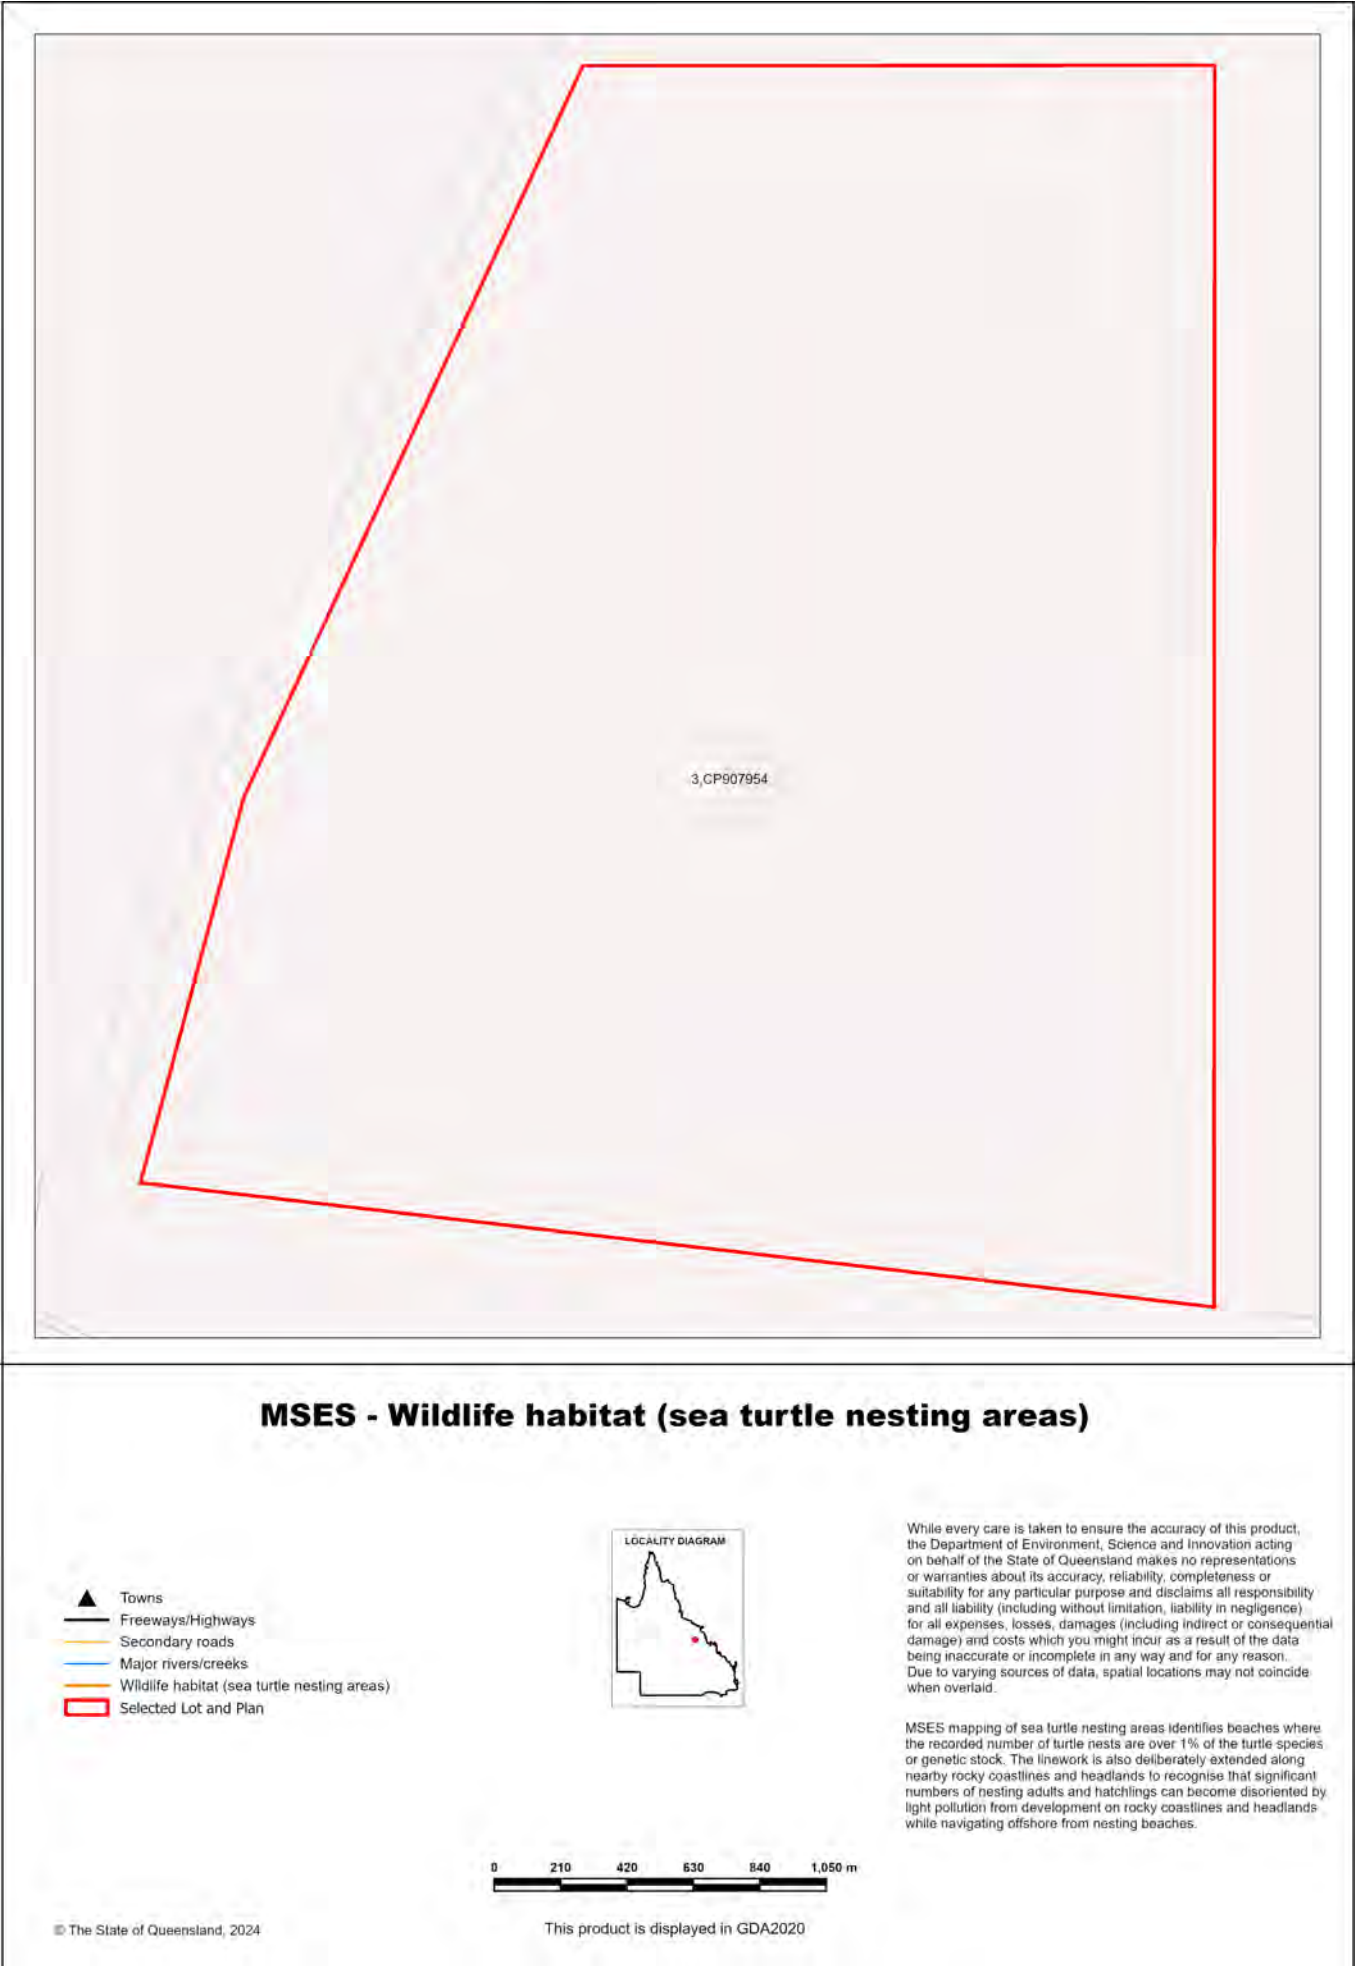 3,CP907954
MSES - Wildlife habitat (sea turtle nesting areas)
Towns
Freeways/Highways
Secondary roads
Major rivers/creeks
Wildlife habitat (sea turtle nesting areas)
Selected Lot and Plan
LOCALITY DIAGRAM
While every care is taken to ensure the accuracy of this product,
the Department of Environment, Science and Innovation acting
on behalf of the State of Queensland makes no representations
or warranties about its accuracy, reliability, completeness or
suitability for any particular purpose and disclaims all responsibility
and all liability (including without limitation, liability in negligence)
for all expenses, losses, damages (including indirect or consequential
damage) and costs which you might incur as a result of the data
being inaccurate or incomplete in any way and for any reason.
Due to varying sources of data, spatial locations may not coincide
when overlaid.
MSES mapping of sea turtle nesting areas identifies beaches where
the recorded number of turtle nests are over 1% of the turtle species
or genetic stock. The linework is also deliberately extended along
nearby rocky coastlines and headlands to recognise that significant
numbers of nesting adults and hatchlings can become disoriented by
light pollution from development on rocky coastlines and headlands
while navigating offshore from nesting beaches.
0 210 420 630 840 1,050 m
This product is displayed in GDA2020
© The State of Queensland, 2024